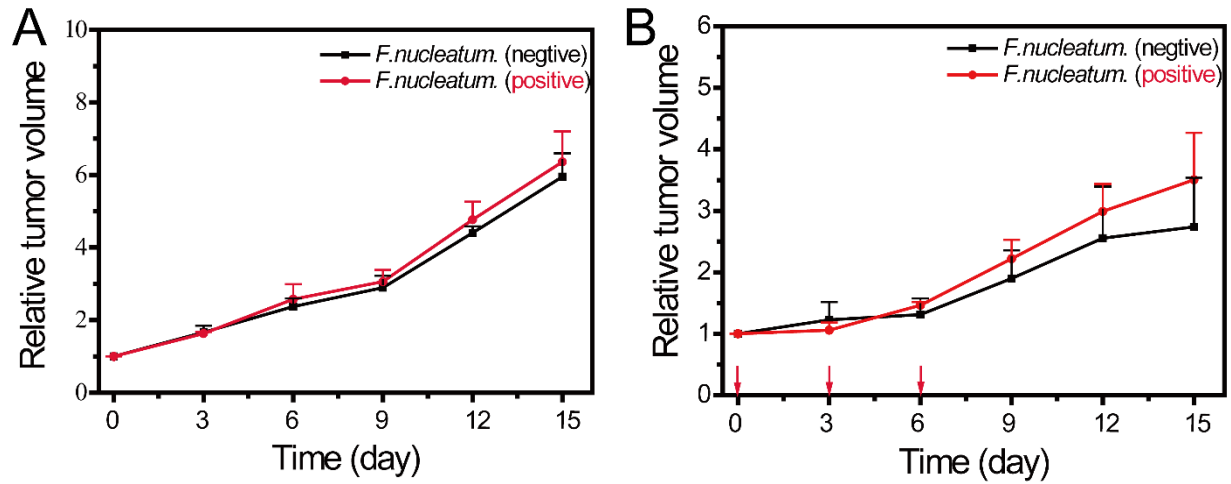 A
Relative tumor volume
10
8
6
4
2
0
F.nucleatum. (negtive)
F.nucleatum. (positive)
0 3 6 9 12 15
Time (day)
B
Relative tumor volume
6
5
4
3
2
1
0
F.nucleatum. (negtive)
F.nucleatum. (positive)
0 3 6 9 12 15
Time (day)